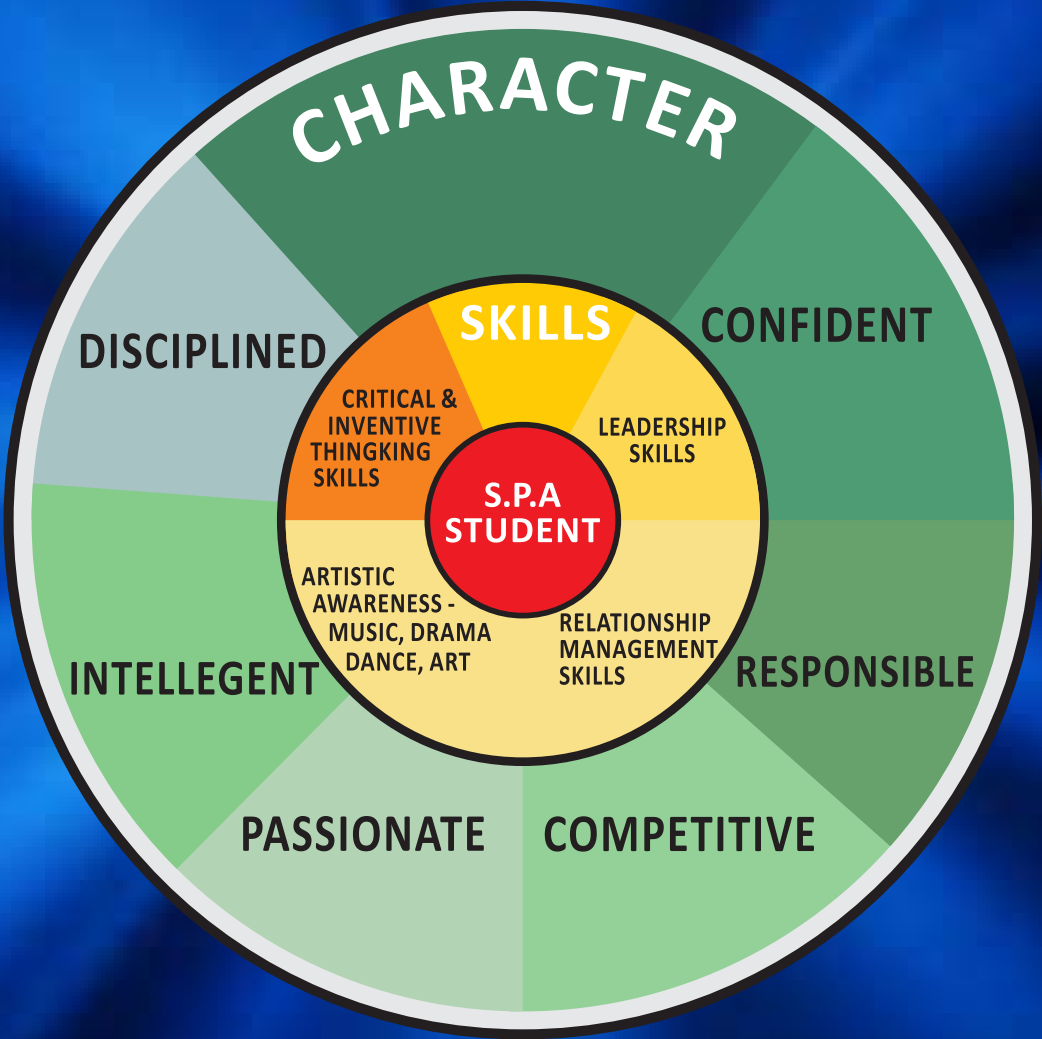 CHARACTER
CONFIDENT
RESPONSIBLE
COMPETITIVE
PASSIONATE
INTELLEGENT
DISCIPLINED
SKILLS
LEADERSHIP
SKILLS
RELATIONSHIP
MANAGEMENT
SKILLS
ARTISTIC
AWARENESS -
MUSIC, DRAMA
DANCE, ART
CRITICAL &
INVENTIVE
THINGKING
SKILLS
S.P.A
STUDENT